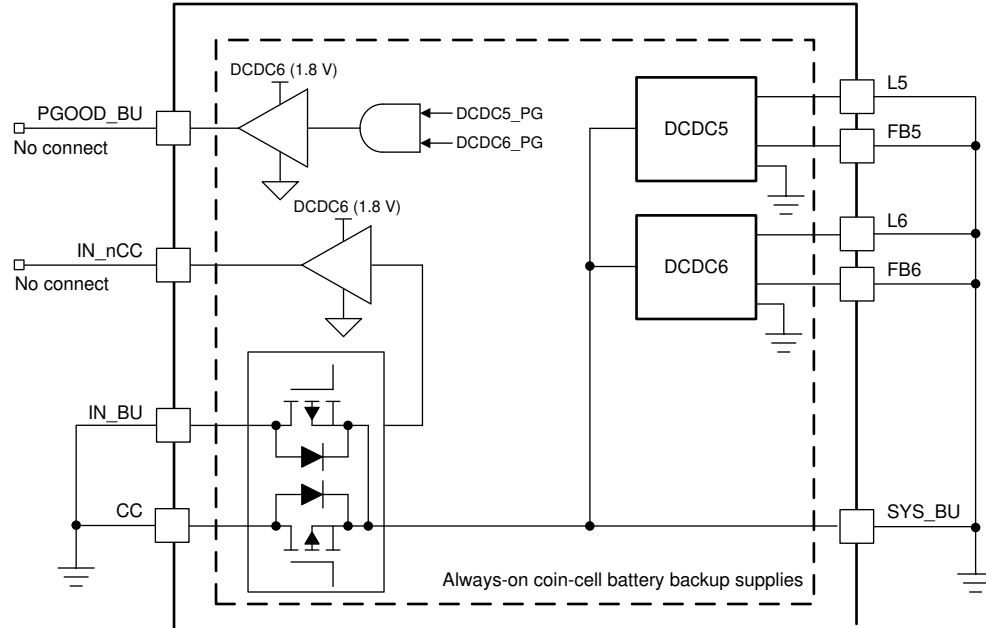 DCDC6 (1.8 V)
PGOOD_BU
No connect
DCDC5_PG
DCDC6_PG
DCDC5
L5
FB5
DCDC6 (1.8 V)
IN_nCC
No connect
DCDC6
L6
FB6
IN_BU
CC
SYS_BU
Always-on coin-cell battery backup supplies